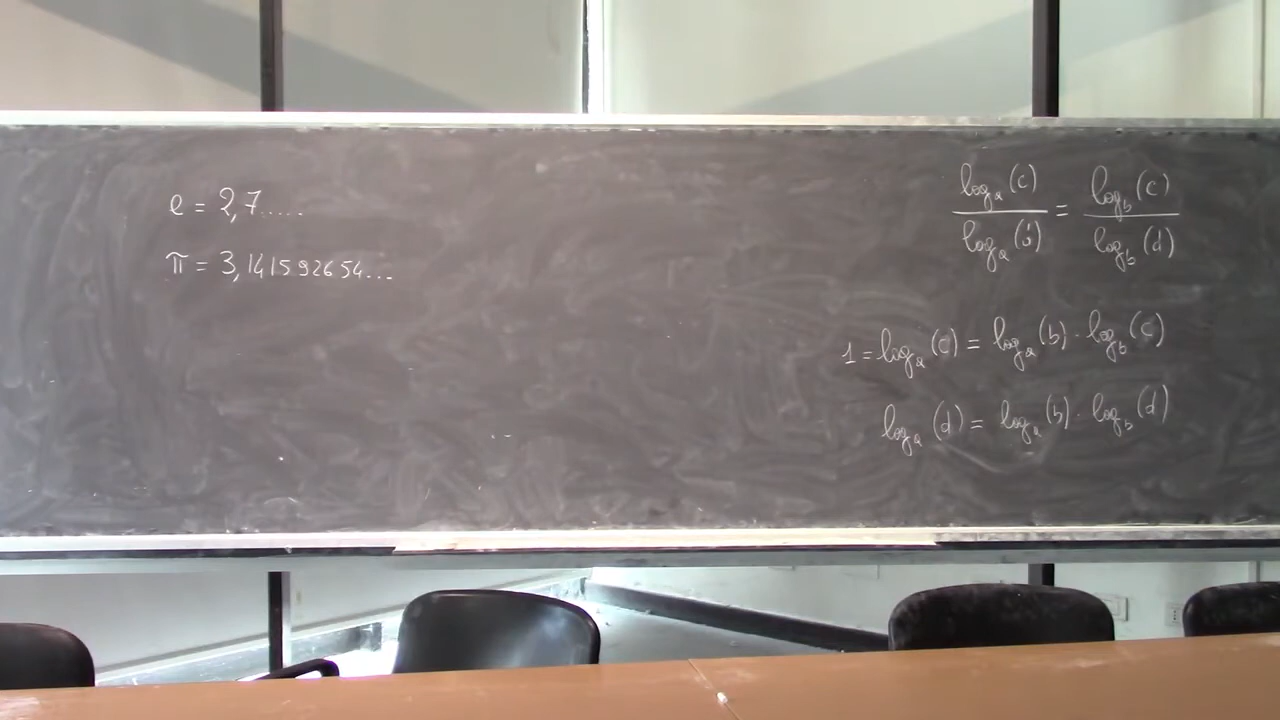 e = 2,7.....
π = 3,141592654...
log_a(c) / log_a(b) = log_b(c) / log_b(d)
1 = log_a(c) = log_a(b) · log_b(c)
log_a(d) = log_a(b) · log_b(d)